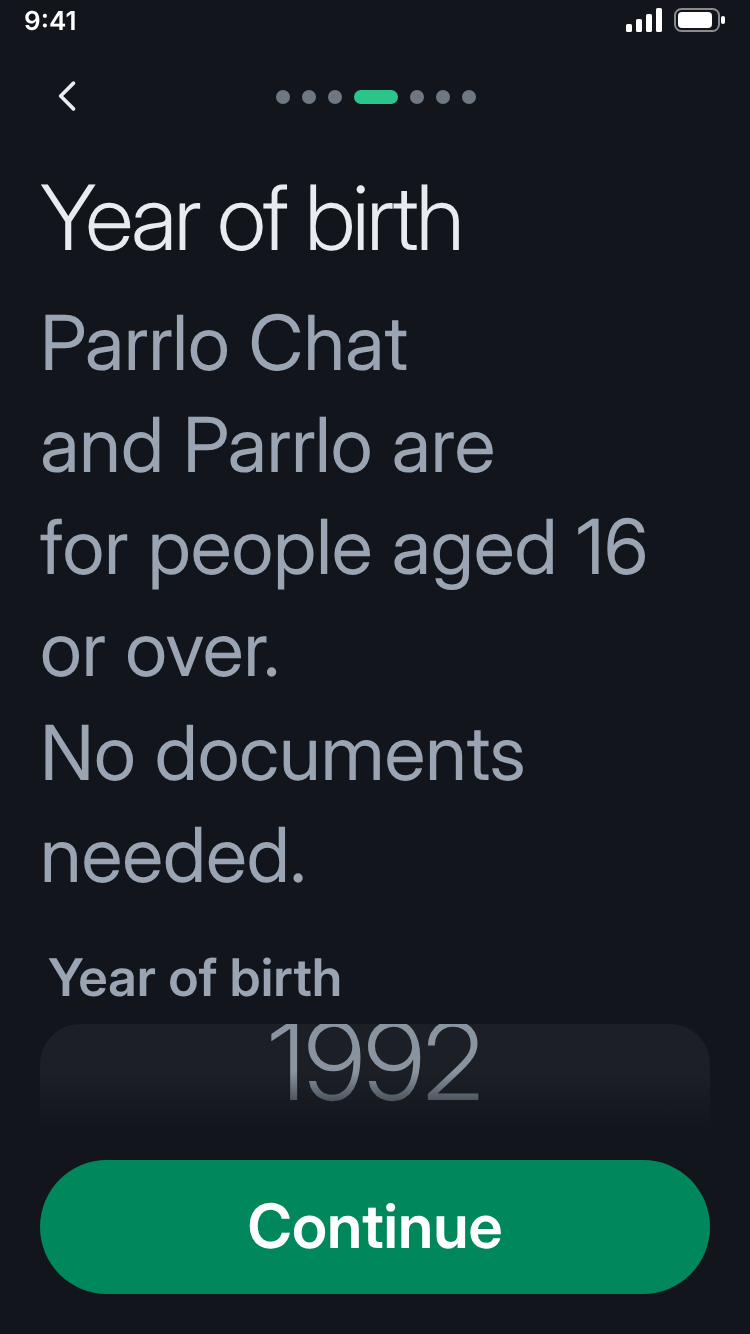 9:41
Year of birth
Parrlo Chat
and Parrlo are
for people aged 16
or over.
No documents
needed.
Year of birth
1992
Continue